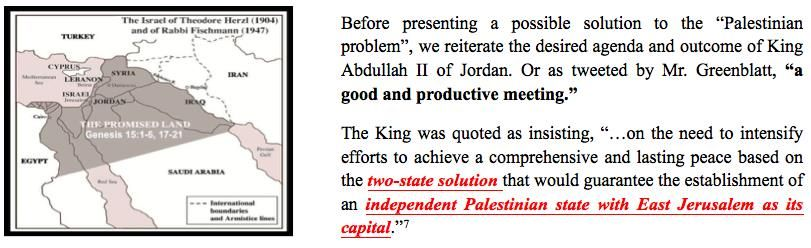 The Israel of Theodore Herzl (1904)
and of Rabbi Fischmann (1947)
TURKEY
CYPRUS
Mediterranean
Sea
LEBANON
Beirut
SYRIA
Damascus
IRAN
ISRAEL
Jerusalem
JORDAN
Baghdad
IRAQ
Cairo
THE PROMISED LAND
Genesis 15:1-6, 17-21
Persian
Gulf
EGYPT
SAUDI ARABIA
Red Sea
International
boundaries
and Armistice lines
Before presenting a possible solution to the “Palestinian
problem”, we reiterate the desired agenda and outcome of King
Abdullah II of Jordan. Or as tweeted by Mr. Greenblatt, “a
good and productive meeting.”
The King was quoted as insisting, “…on the need to intensify
efforts to achieve a comprehensive and lasting peace based on
the two-state solution that would guarantee the establishment of
an independent Palestinian state with East Jerusalem as its
capital.”7